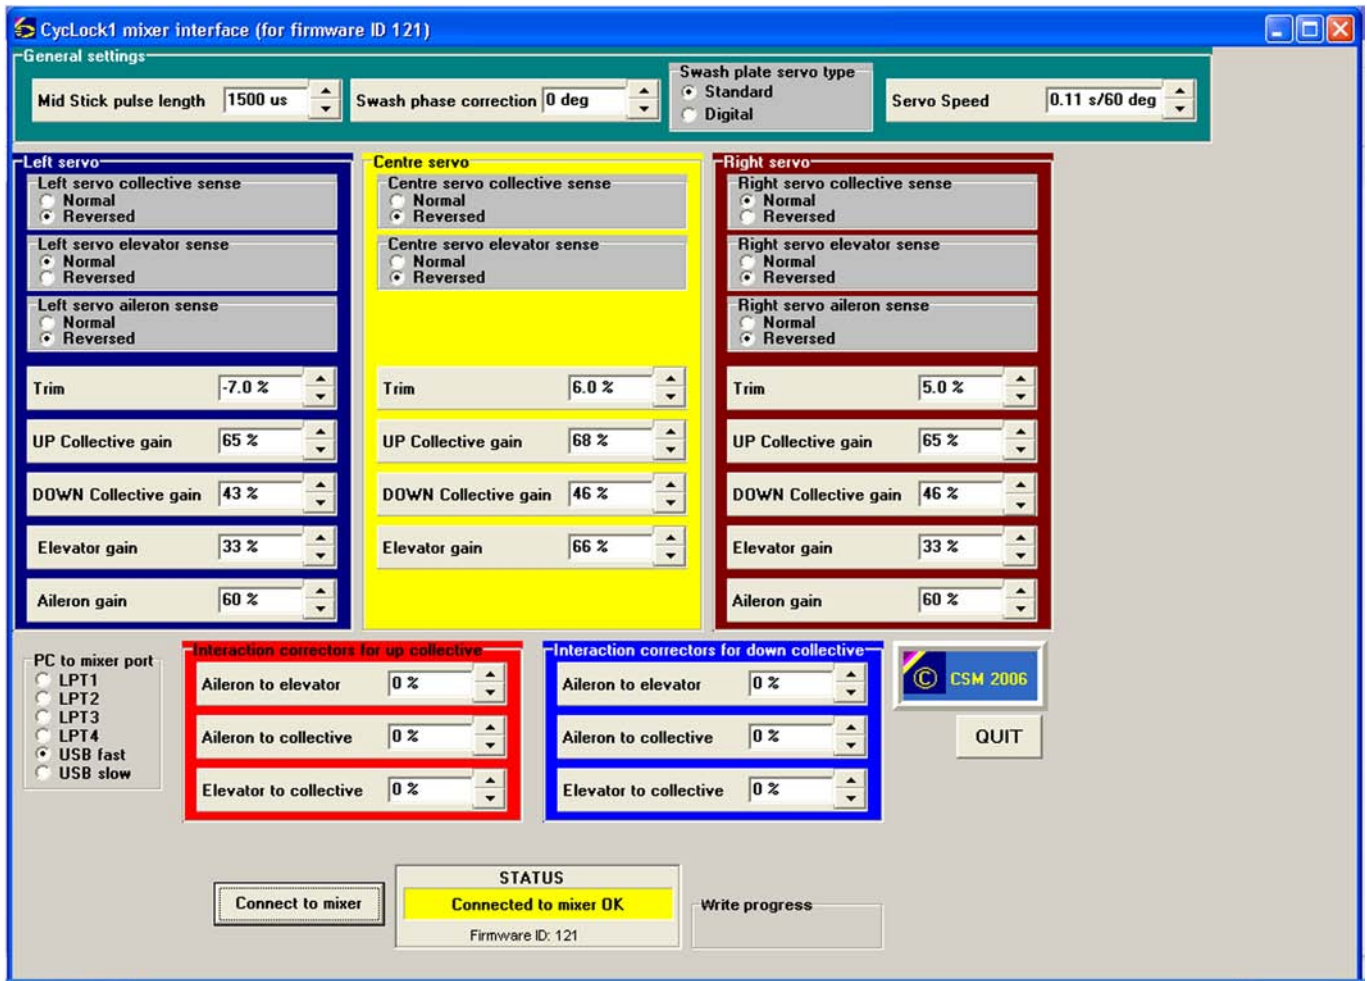 CycLock1 mixer interface (for firmware ID 121)
General settings
Mid Stick pulse length 1500 us
Swash phase correction 0 deg
Swash plate servo type
Standard
Digital
Servo Speed 0.11 s/60 deg
Left servo
Left servo collective sense
Normal
Reversed
Left servo elevator sense
Normal
Reversed
Left servo aileron sense
Normal
Reversed
Trim -7.0 %
UP Collective gain 65 %
DOWN Collective gain 43 %
Elevator gain 33 %
Aileron gain 60 %
Centre servo
Centre servo collective sense
Normal
Reversed
Centre servo elevator sense
Normal
Reversed
Trim 6.0 %
UP Collective gain 68 %
DOWN Collective gain 46 %
Elevator gain 66 %
Right servo
Right servo collective sense
Normal
Reversed
Right servo elevator sense
Normal
Reversed
Right servo aileron sense
Normal
Reversed
Trim 5.0 %
UP Collective gain 65 %
DOWN Collective gain 46 %
Elevator gain 33 %
Aileron gain 60 %
PC to mixer port
LPT1
LPT2
LPT3
LPT4
USB fast
USB slow
Interaction correctors for up collective
Aileron to elevator 0 %
Aileron to collective 0 %
Elevator to collective 0 %
Interaction correctors for down collective
Aileron to elevator 0 %
Aileron to collective 0 %
Elevator to collective 0 %
© CSM 2006
QUIT
Connect to mixer
STATUS
Connected to mixer OK
Firmware ID: 121
Write progress